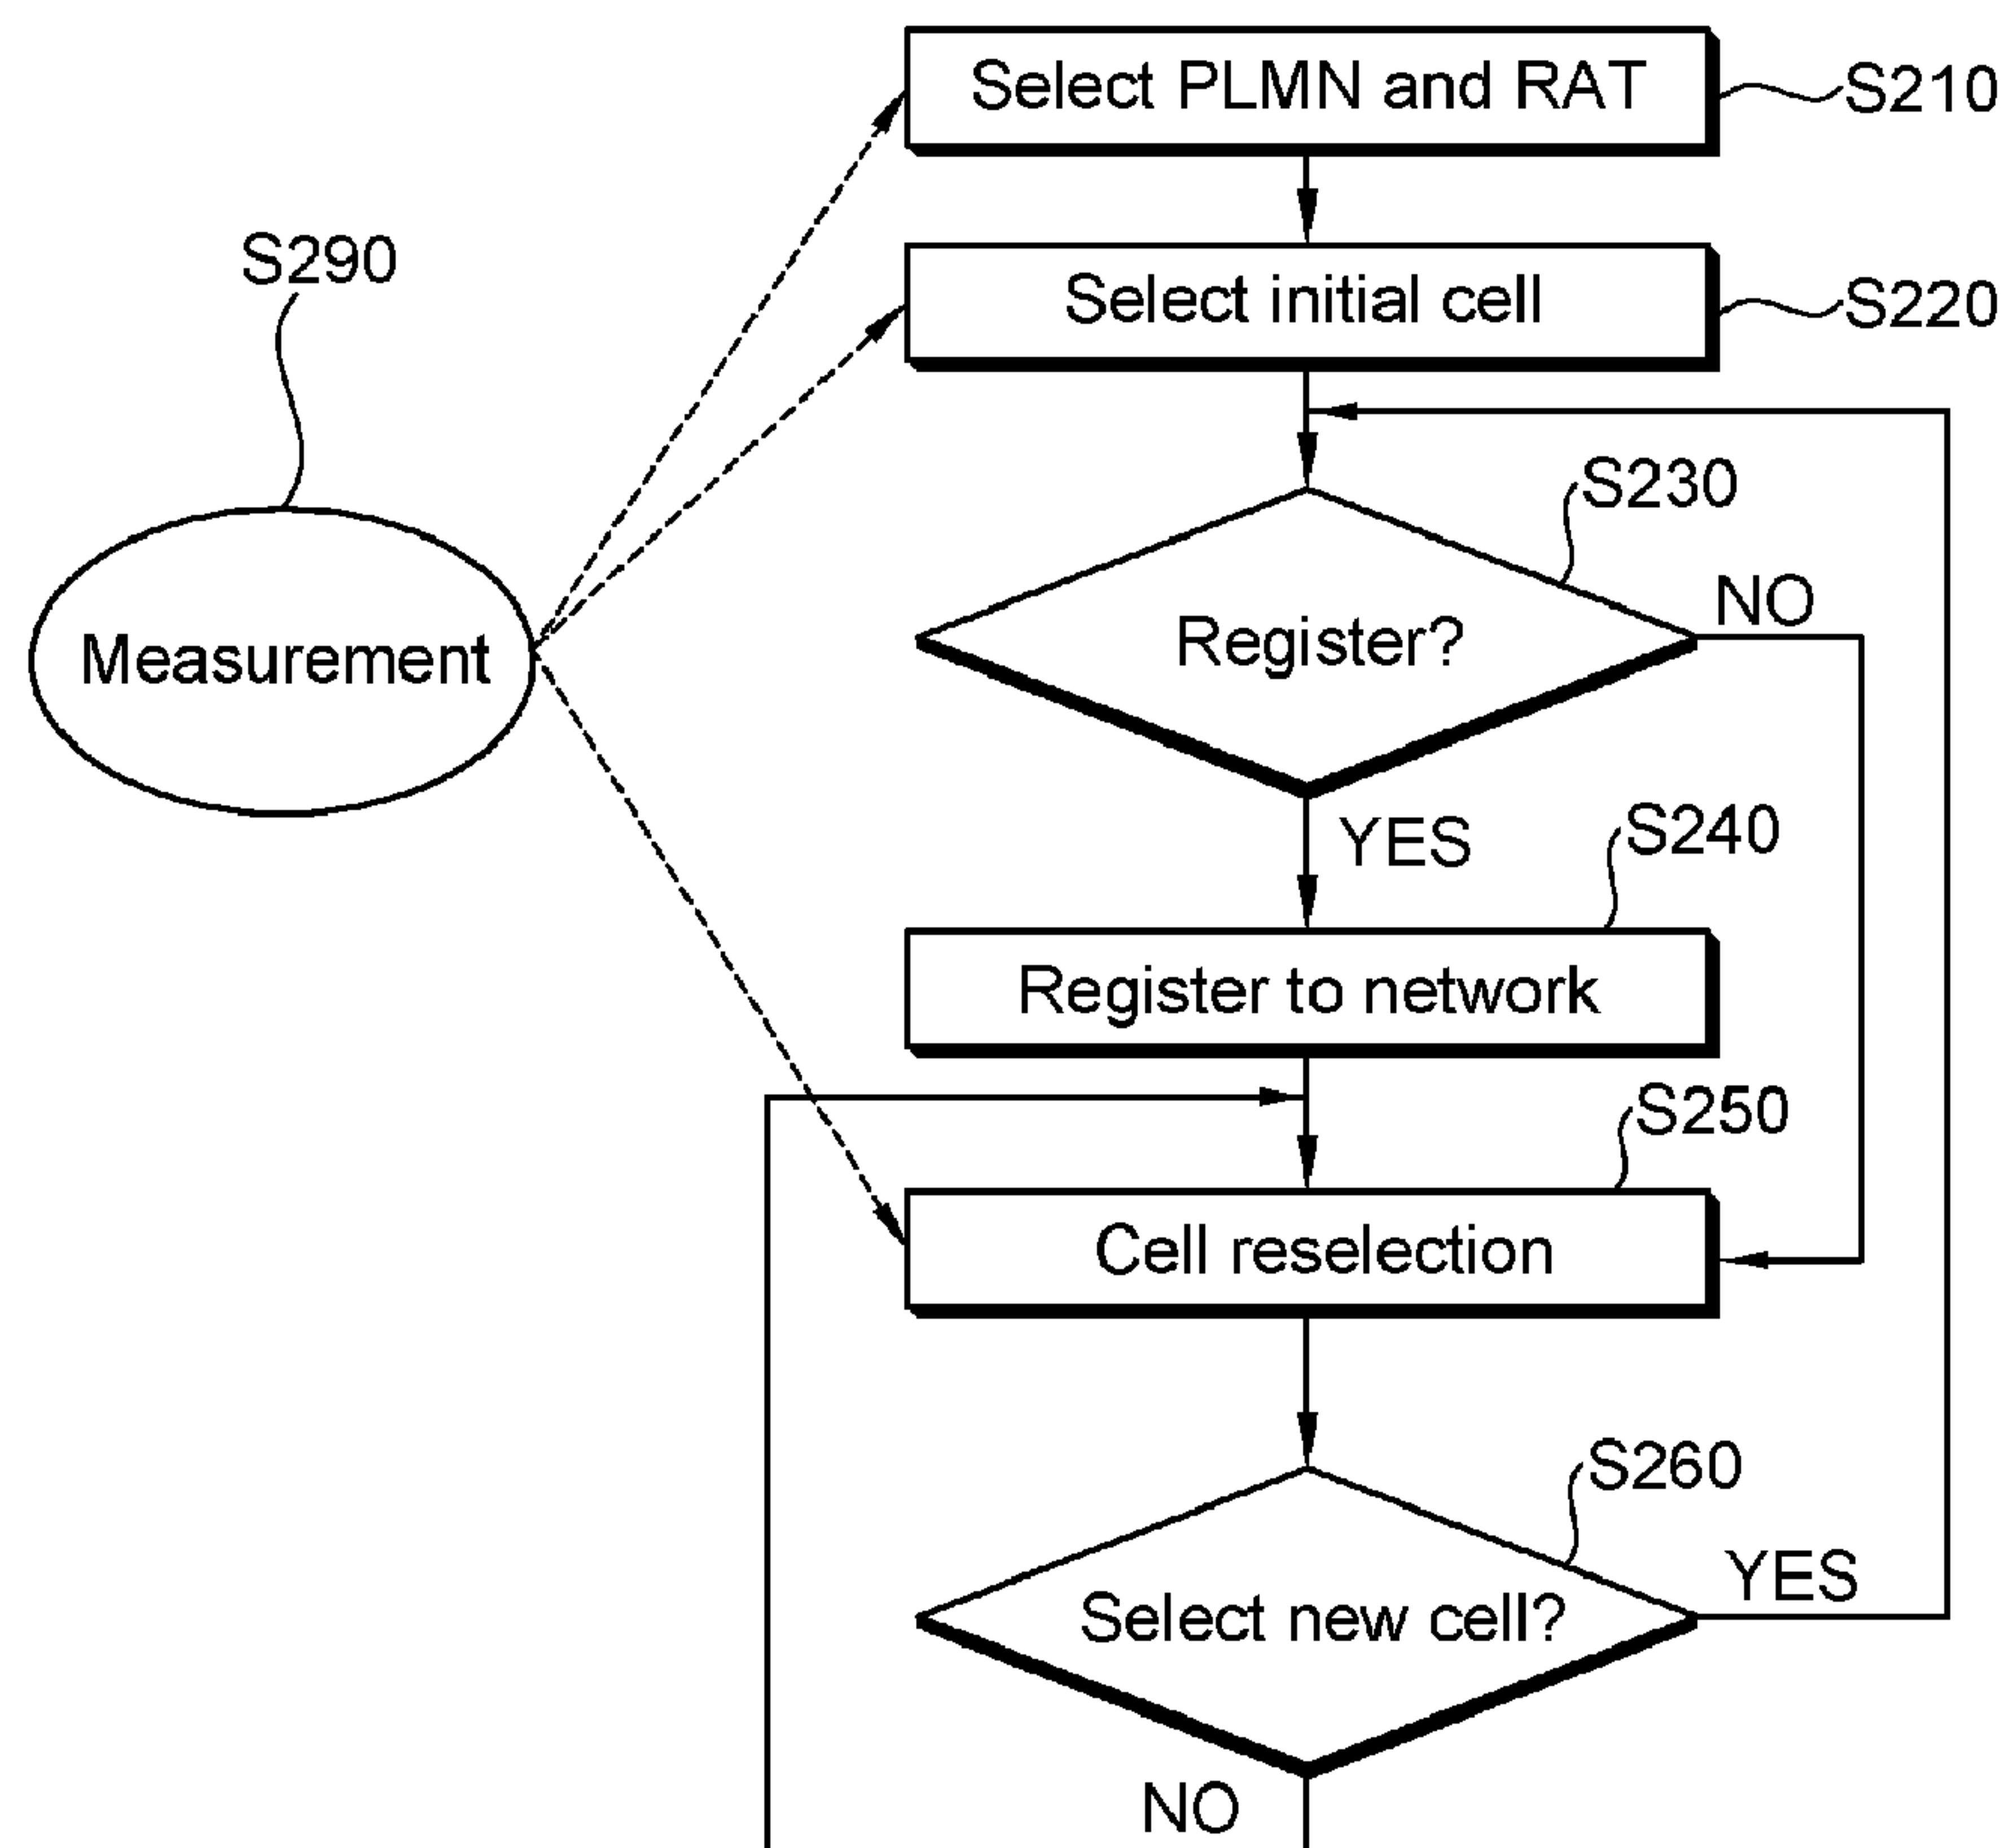 Select PLMN and RAT
S210
S290
Select initial cell
S220
S230
NO
Register?
Measurement
YES
S240
Register to network
S250
Cell reselection
S260
YES
Select new cell?
NO